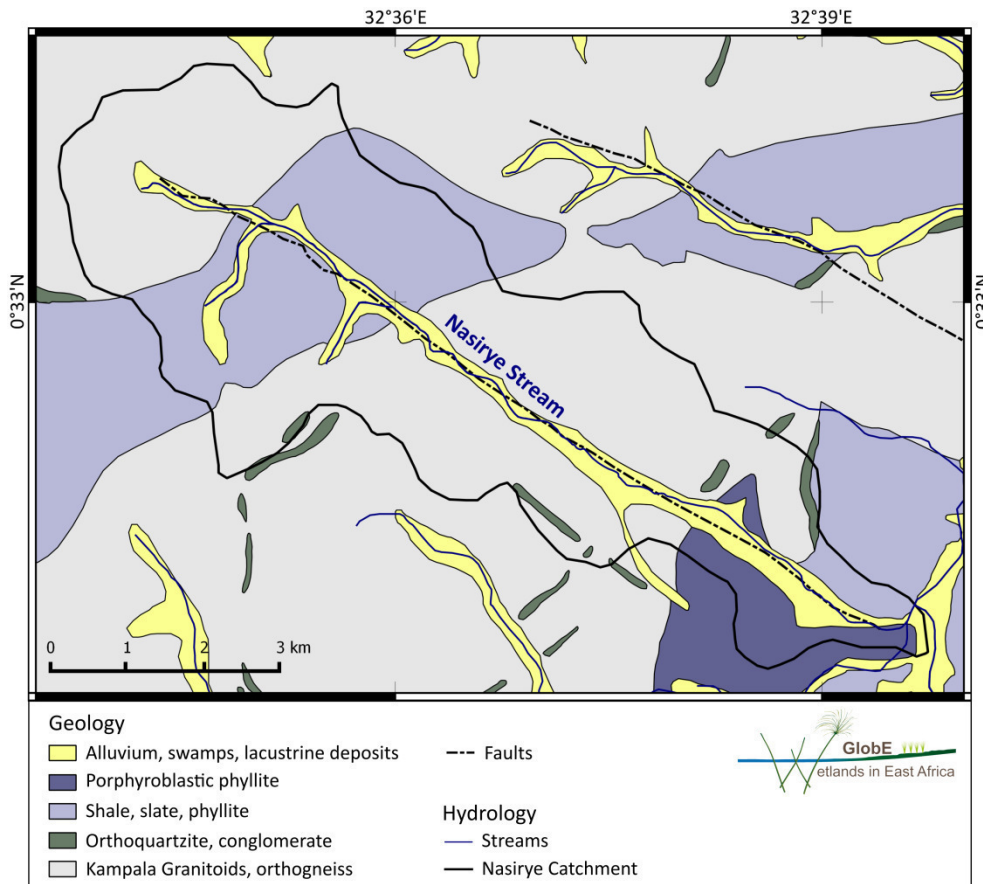 32°36'E
32°39'E
0°33'N
0°33'N
Nasirye Stream
0
1
2
3 km
Geology
Alluvium, swamps, lacustrine deposits
Porphyroblastic phyllite
Shale, slate, phyllite
Orthoquartzite, conglomerate
Kampala Granitoids, orthogneiss
Faults
Hydrology
Streams
Nasirye Catchment
GlobE
Wetlands in East Africa